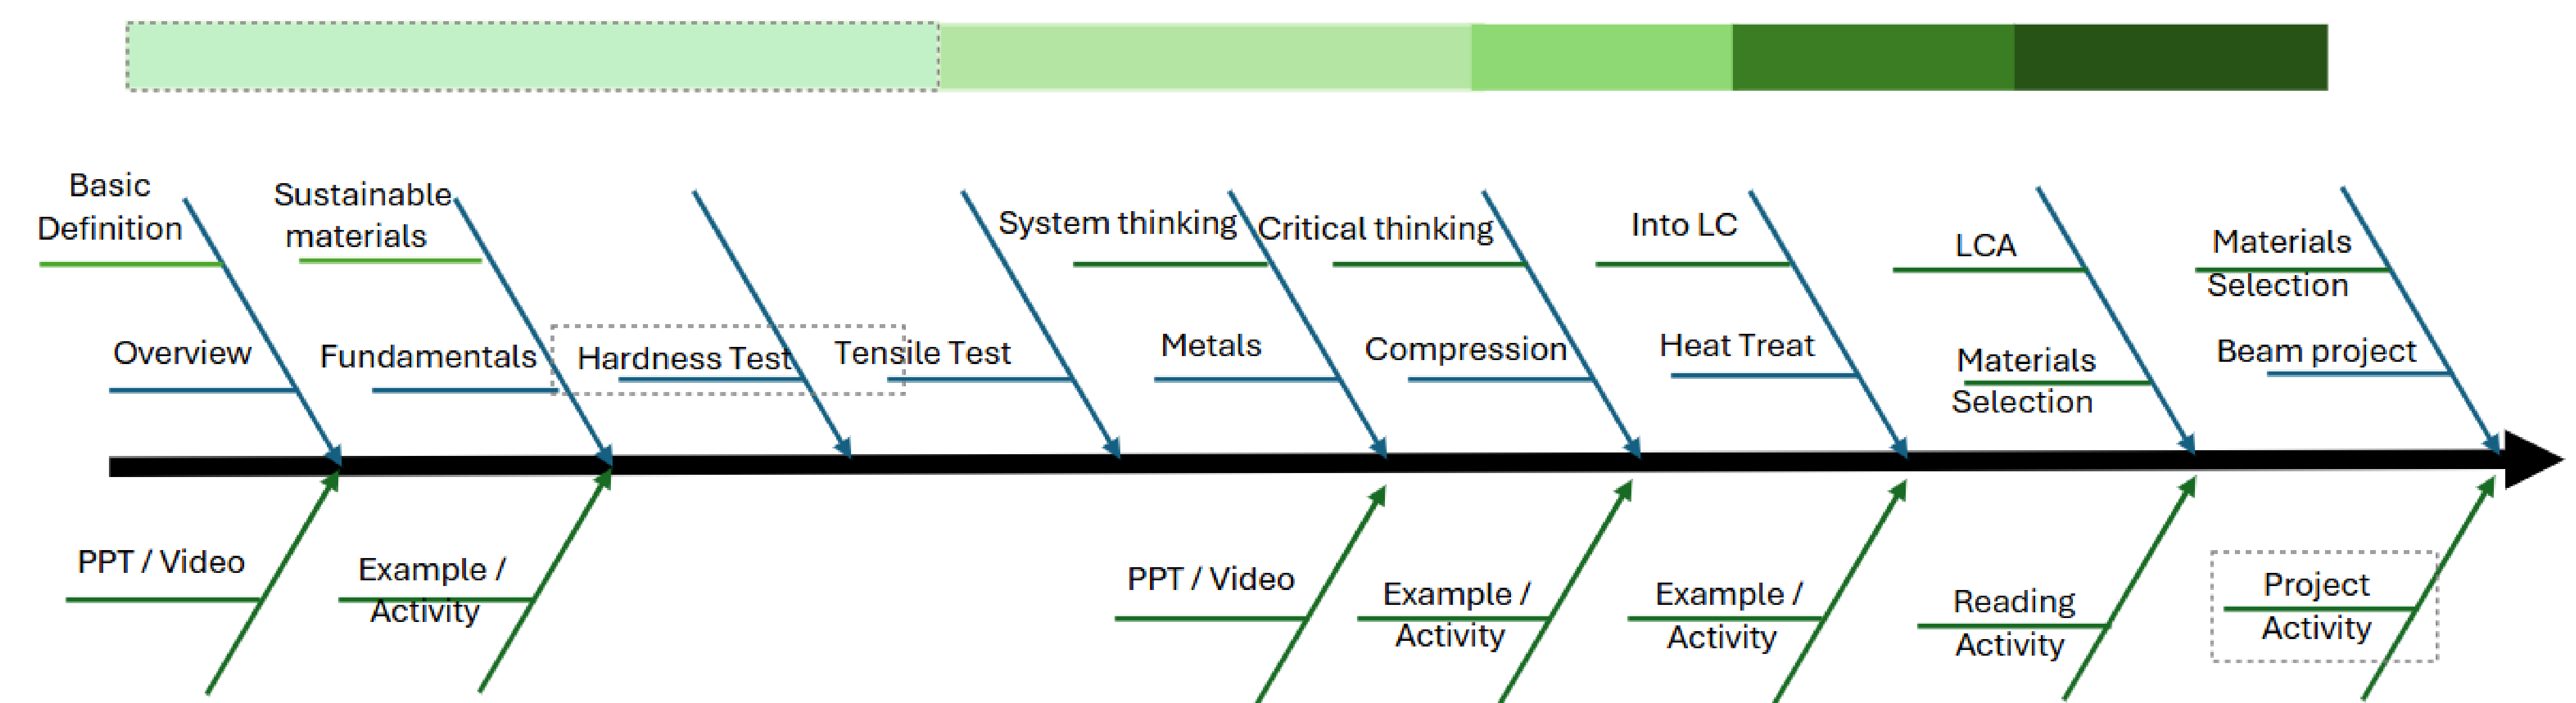 Basic
Definition
Sustainable
materials
System thinking
Critical thinking
Into LC
LCA
Materials
Selection
Overview
Fundamentals
Hardness Test
Tensile Test
Metals
Compression
Heat Treat
Materials
Selection
Beam project
PPT / Video
Example /
Activity
PPT / Video
Example /
Activity
Example /
Activity
Reading
Activity
Project
Activity